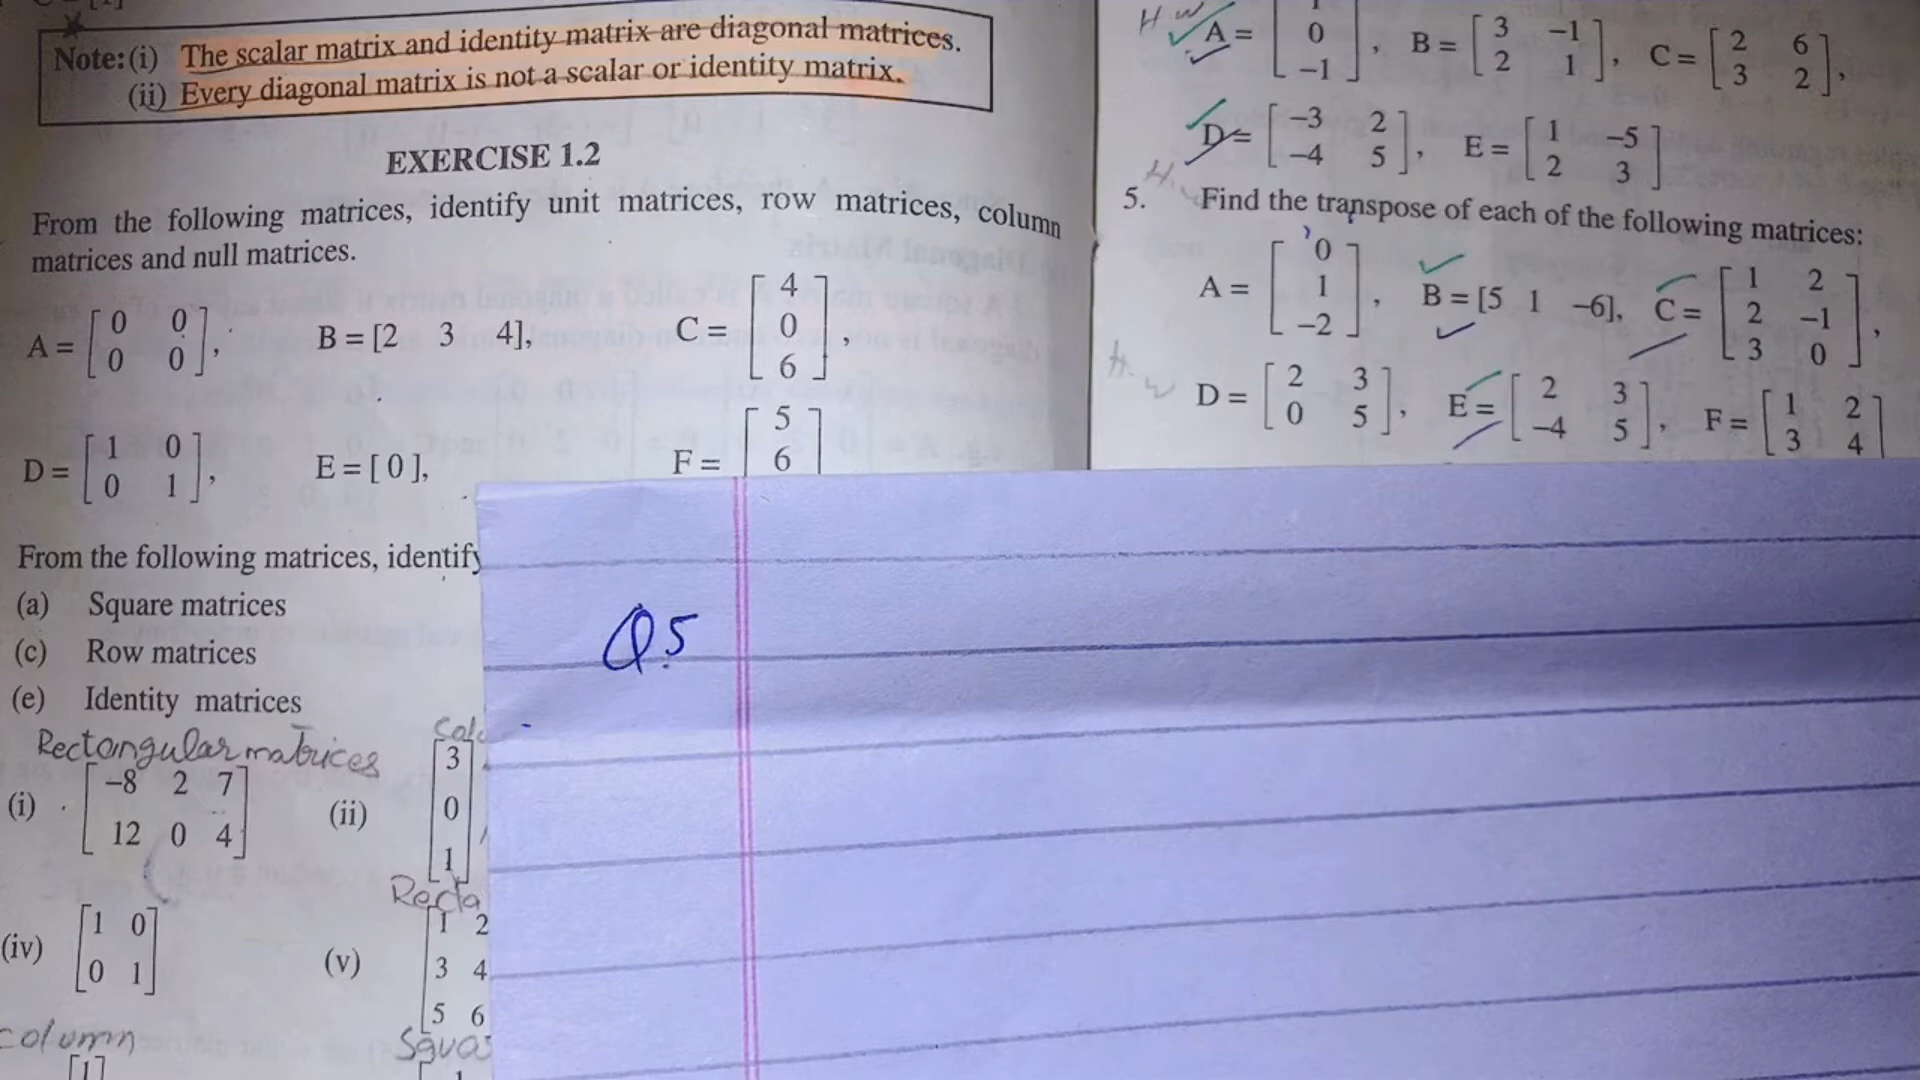 Note: (i) The scalar matrix and identity matrix are diagonal matrices.
(ii) Every diagonal matrix is not a scalar or identity matrix.
EXERCISE 1.2
From the following matrices, identify unit matrices, row matrices, column
matrices and null matrices.
A = [0 0
0 0],
B = [2 3 4],
C = [4
0
6],
D = [1 0
0 1],
E = [0],
F = [5
6
From the following matrices, identify
(a) Square matrices
(c) Row matrices
(e) Identity matrices
Rectangular matrices
(i) [-8 2 7
12 0 4]
Colu
(ii) [3
0
1]
(iv) [1 0
0 1]
Recta
(v) [1 2
3 4
5 6
column
[1]
Squa
H.W
A = [1
0
-1],
B = [3 -1
2 1],
C = [2 6
3 2],
D = [-3 2
-4 5],
E = [1 -5
2 3]
5. Find the transpose of each of the following matrices:
A = [0
1
-2],
B = [5 1 -6],
C = [1 2
2 -1
3 0],
H.W
D = [2 3
0 5],
E = [2 3
-4 5],
F = [1 2
3 4]
Q5